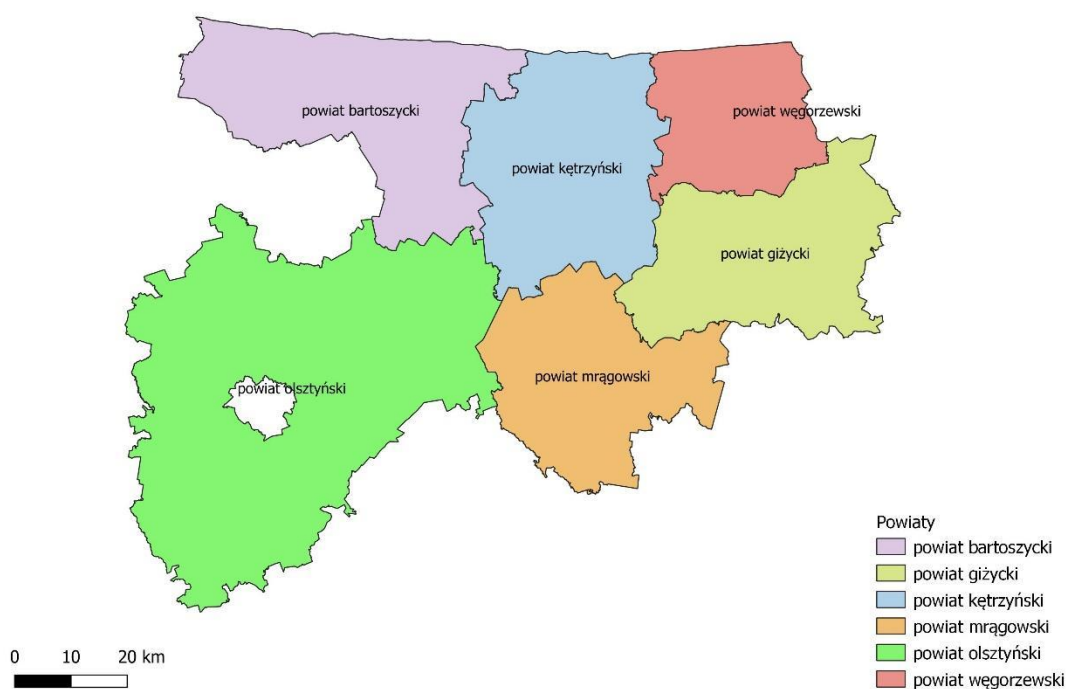 powiat bartoszycki
powiat węgorzewski
powiat kętrzyński
powiat giżycki
powiat mrągowski
powiat olsztyński
Powiaty
powiat bartoszycki
powiat giżycki
powiat kętrzyński
powiat mrągowski
powiat olsztyński
powiat węgorzewski
0 10 20 km